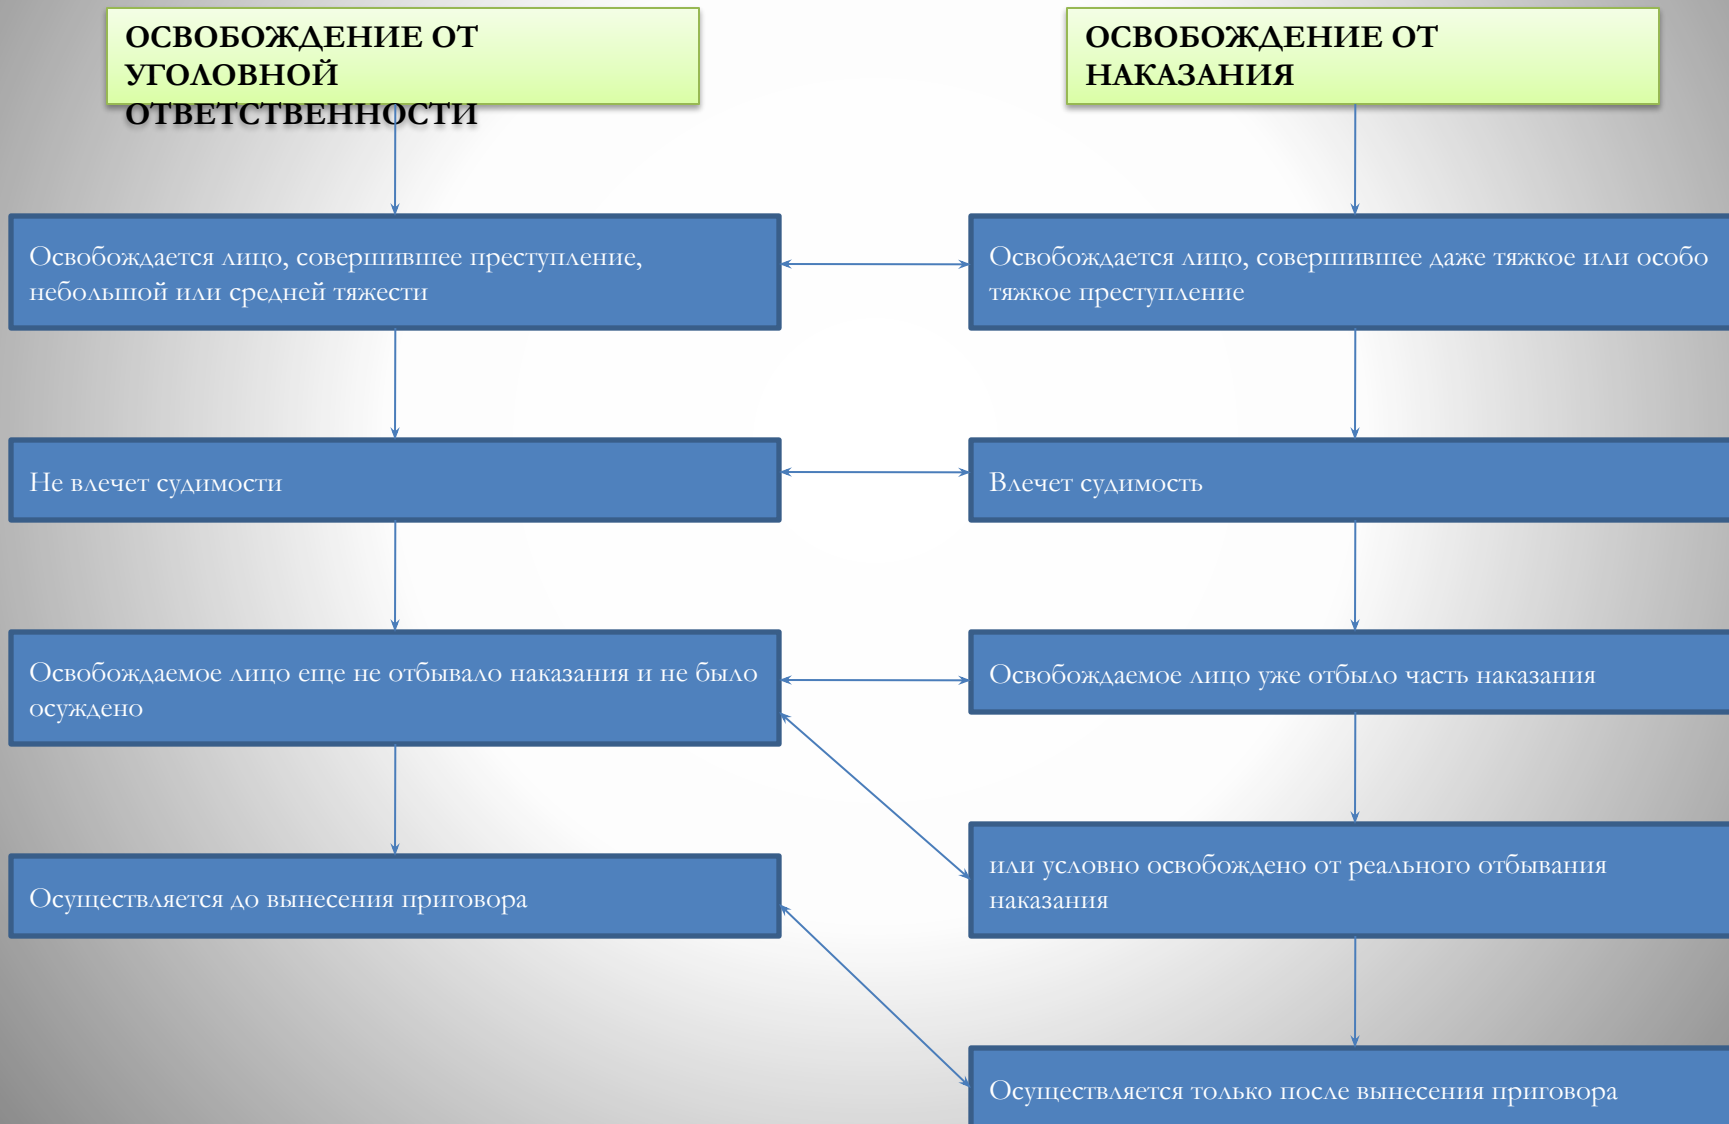 ОСВОБОЖДЕНИЕ ОТ
УГОЛОВНОЙ
ОТВЕТСТВЕННОСТИ
Освобождается лицо, совершившее преступление,
небольшой или средней тяжести
Не влечет судимости
Освобождаемое лицо еще не отбывало наказания и не было
осуждено
Осуществляется до вынесения приговора
ОСВОБОЖДЕНИЕ ОТ
НАКАЗАНИЯ
Освобождается лицо, совершившее даже тяжкое или особо
тяжкое преступление
Влечет судимость
Освобождаемое лицо уже отбыло часть наказания
или условно освобождено от реального отбывания
наказания
Осуществляется только после вынесения приговора